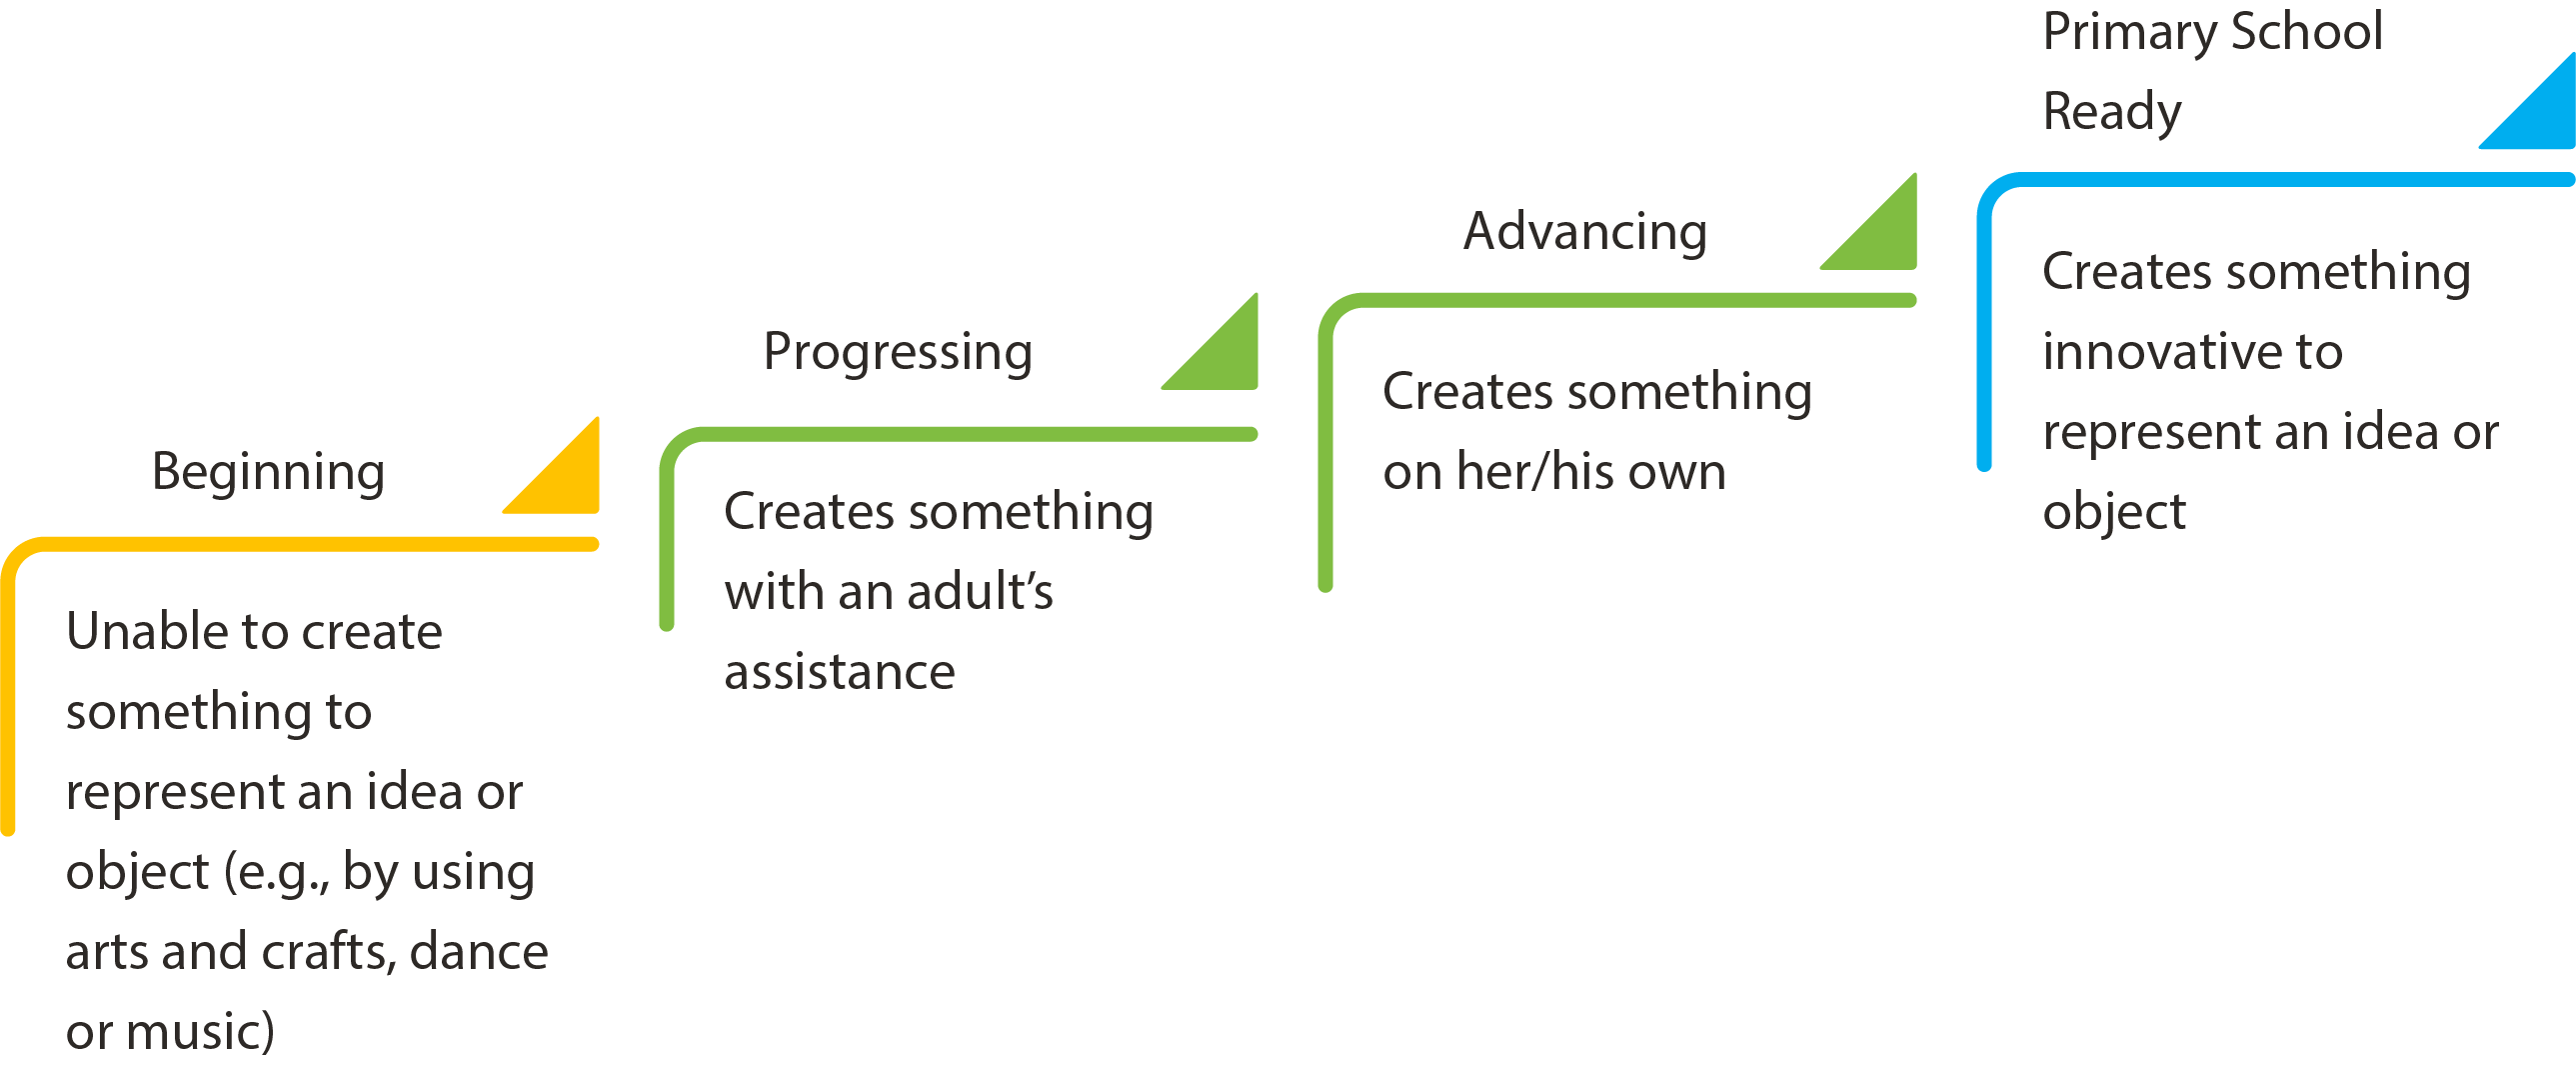 Beginning
Unable to create
something to
represent an idea or
object (e.g., by using
arts and crafts, dance
or music)
Progressing
Creates something
with an adult’s
assistance
Advancing
Creates something
on her/his own
Primary School
Ready
Creates something
innovative to
represent an idea or
object